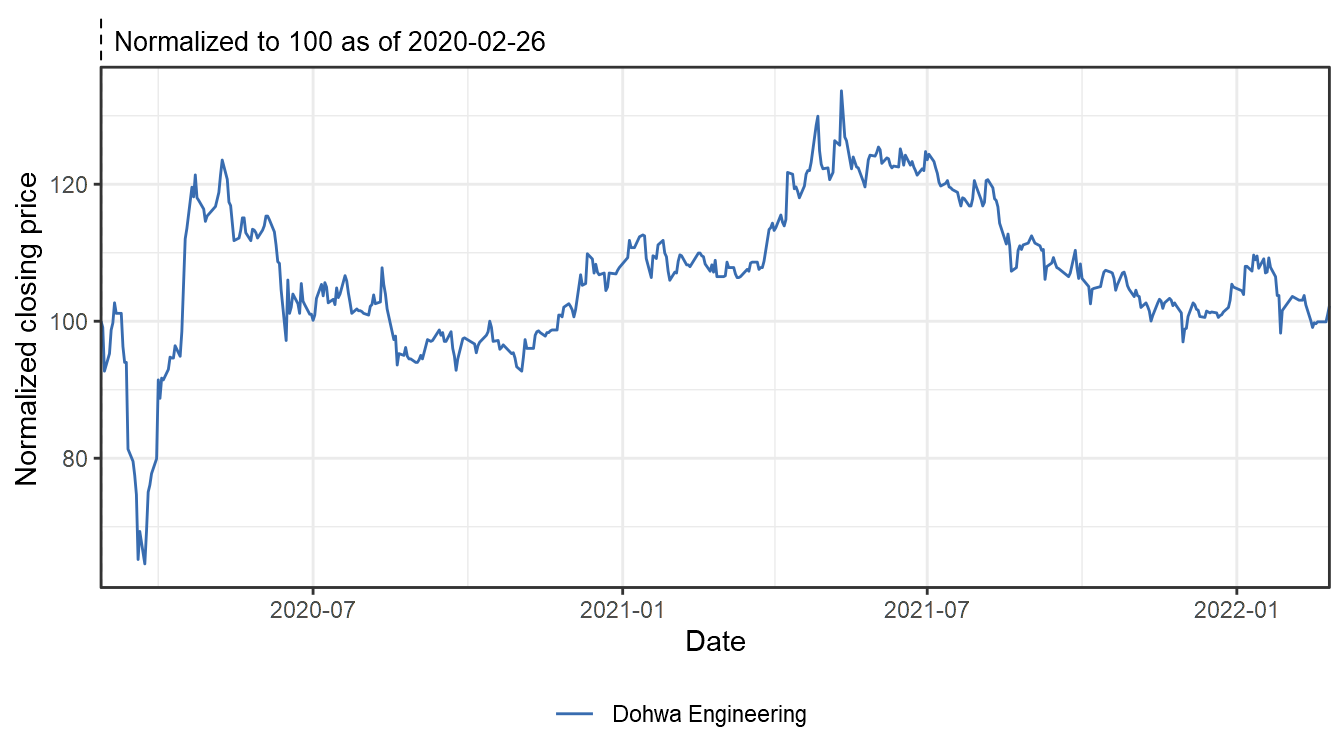 Normalized to 100 as of 2020-02-26
Normalized closing price
120
100
80
2020-07
2021-01
2021-07
2022-01
Date
Dohwa Engineering